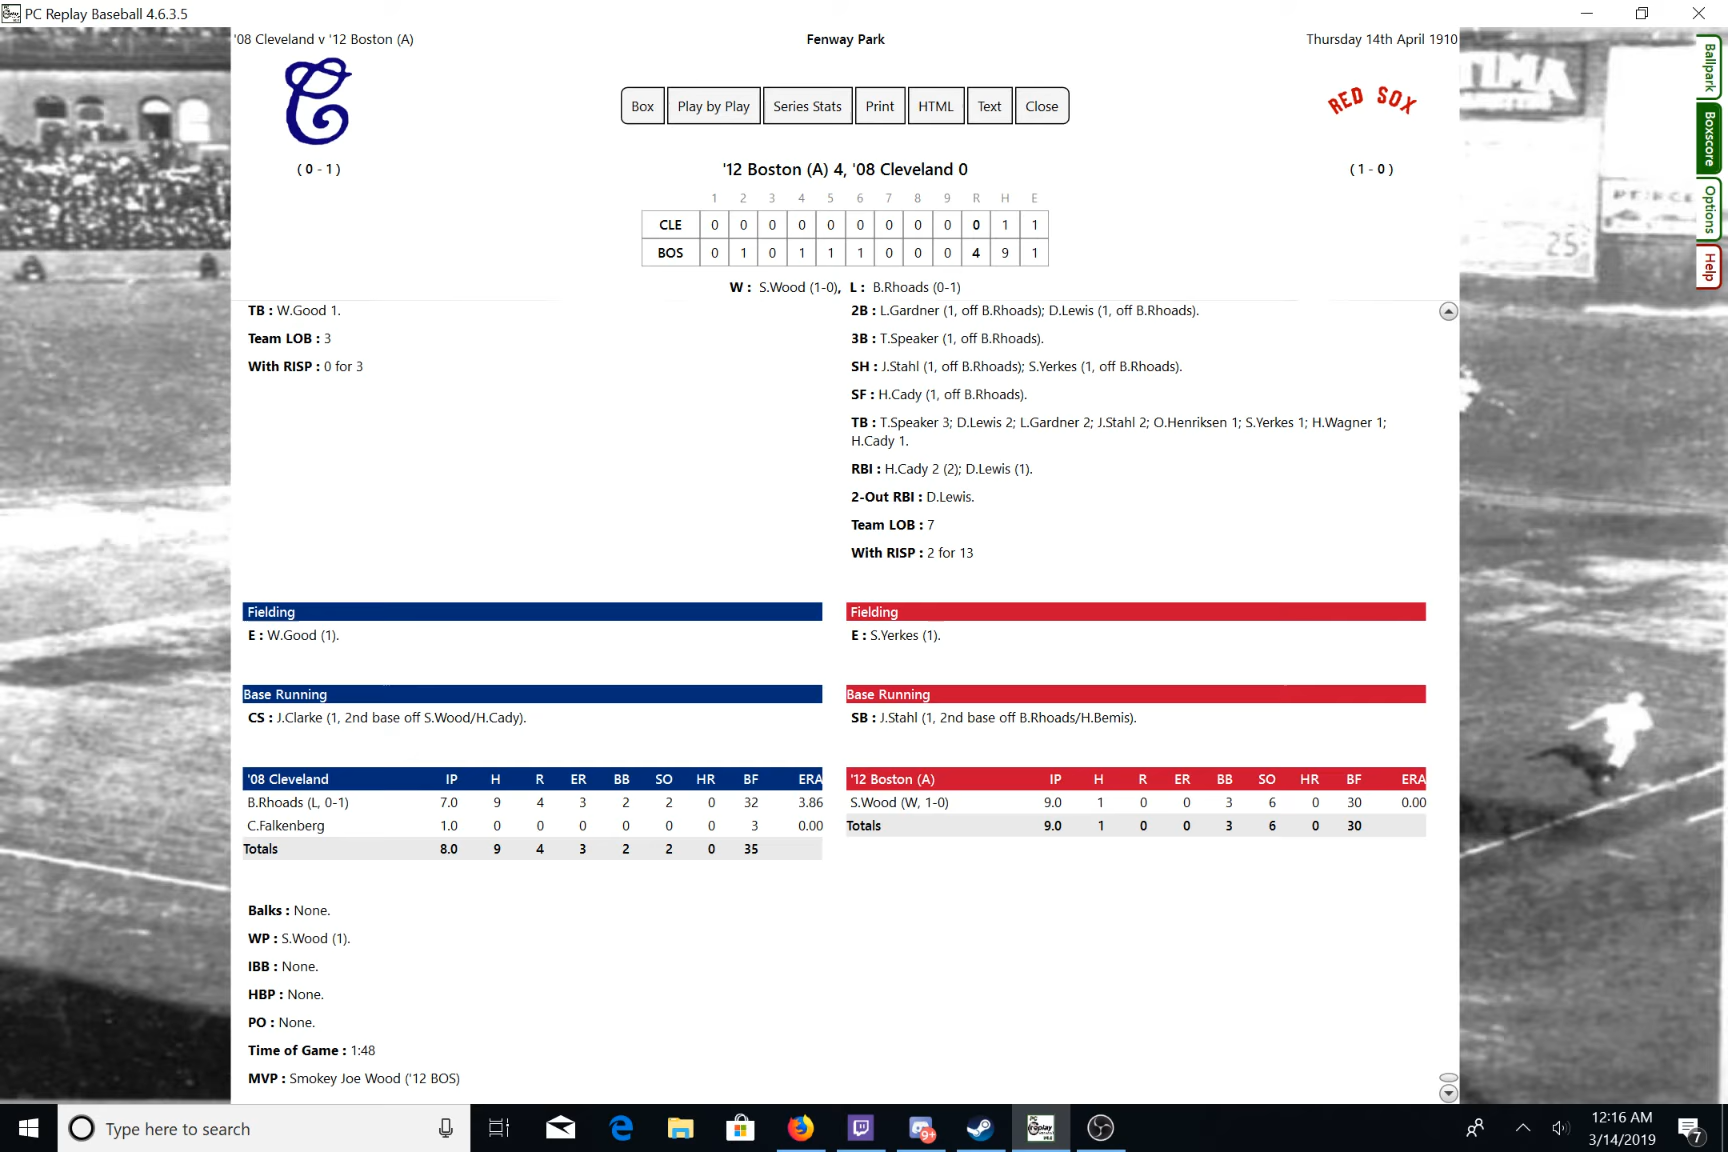 PC Replay Baseball 4.6.3.5
'08 Cleveland v '12 Boston (A)
Fenway Park
Thursday 14th April 1910
RED SOX
Box
Play by Play
Series Stats
Print
HTML
Text
Close
Ballpark
Boxscore
Options
Help
( 0 - 1 )
'12 Boston (A) 4, '08 Cleveland 0
( 1 - 0 )
1 2 3 4 5 6 7 8 9 R H E
CLE 0 0 0 0 0 0 0 0 0 0 1 1
BOS 0 1 0 1 1 1 0 0 0 4 9 1
W : S.Wood (1-0), L : B.Rhoads (0-1)
TB : W.Good 1.
Team LOB : 3
With RISP : 0 for 3
2B : L.Gardner (1, off B.Rhoads); D.Lewis (1, off B.Rhoads).
3B : T.Speaker (1, off B.Rhoads).
SH : J.Stahl (1, off B.Rhoads); S.Yerkes (1, off B.Rhoads).
SF : H.Cady (1, off B.Rhoads).
TB : T.Speaker 3; D.Lewis 2; L.Gardner 2; J.Stahl 2; O.Henriksen 1; S.Yerkes 1; H.Wagner 1;
H.Cady 1.
RBI : H.Cady 2 (2); D.Lewis (1).
2-Out RBI : D.Lewis.
Team LOB : 7
With RISP : 2 for 13
Fielding
E : W.Good (1).
Fielding
E : S.Yerkes (1).
Base Running
CS : J.Clarke (1, 2nd base off S.Wood/H.Cady).
Base Running
SB : J.Stahl (1, 2nd base off B.Rhoads/H.Bemis).
'08 Cleveland IP H R ER BB SO HR BF ERA
B.Rhoads (L, 0-1) 7.0 9 4 3 2 2 0 32 3.86
C.Falkenberg 1.0 0 0 0 0 0 0 3 0.00
Totals 8.0 9 4 3 2 2 0 35
'12 Boston (A) IP H R ER BB SO HR BF ERA
S.Wood (W, 1-0) 9.0 1 0 0 3 6 0 30 0.00
Totals 9.0 1 0 0 3 6 0 30
Balks : None.
WP : S.Wood (1).
IBB : None.
HBP : None.
PO : None.
Time of Game : 1:48
MVP : Smokey Joe Wood ('12 BOS)
Type here to search
9+
12:16 AM
3/14/2019
7